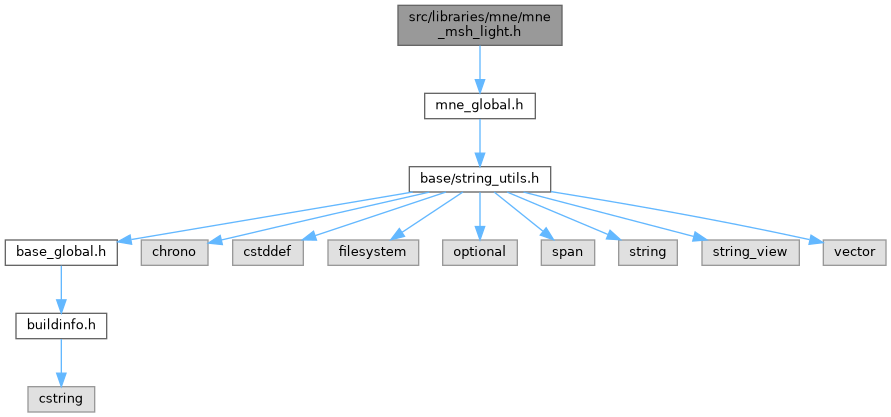 src/libraries/mne/mne
_msh_light.h
mne_global.h
base/string_utils.h
base_global.h
chrono
cstddef
filesystem
optional
span
string
string_view
vector
buildinfo.h
cstring